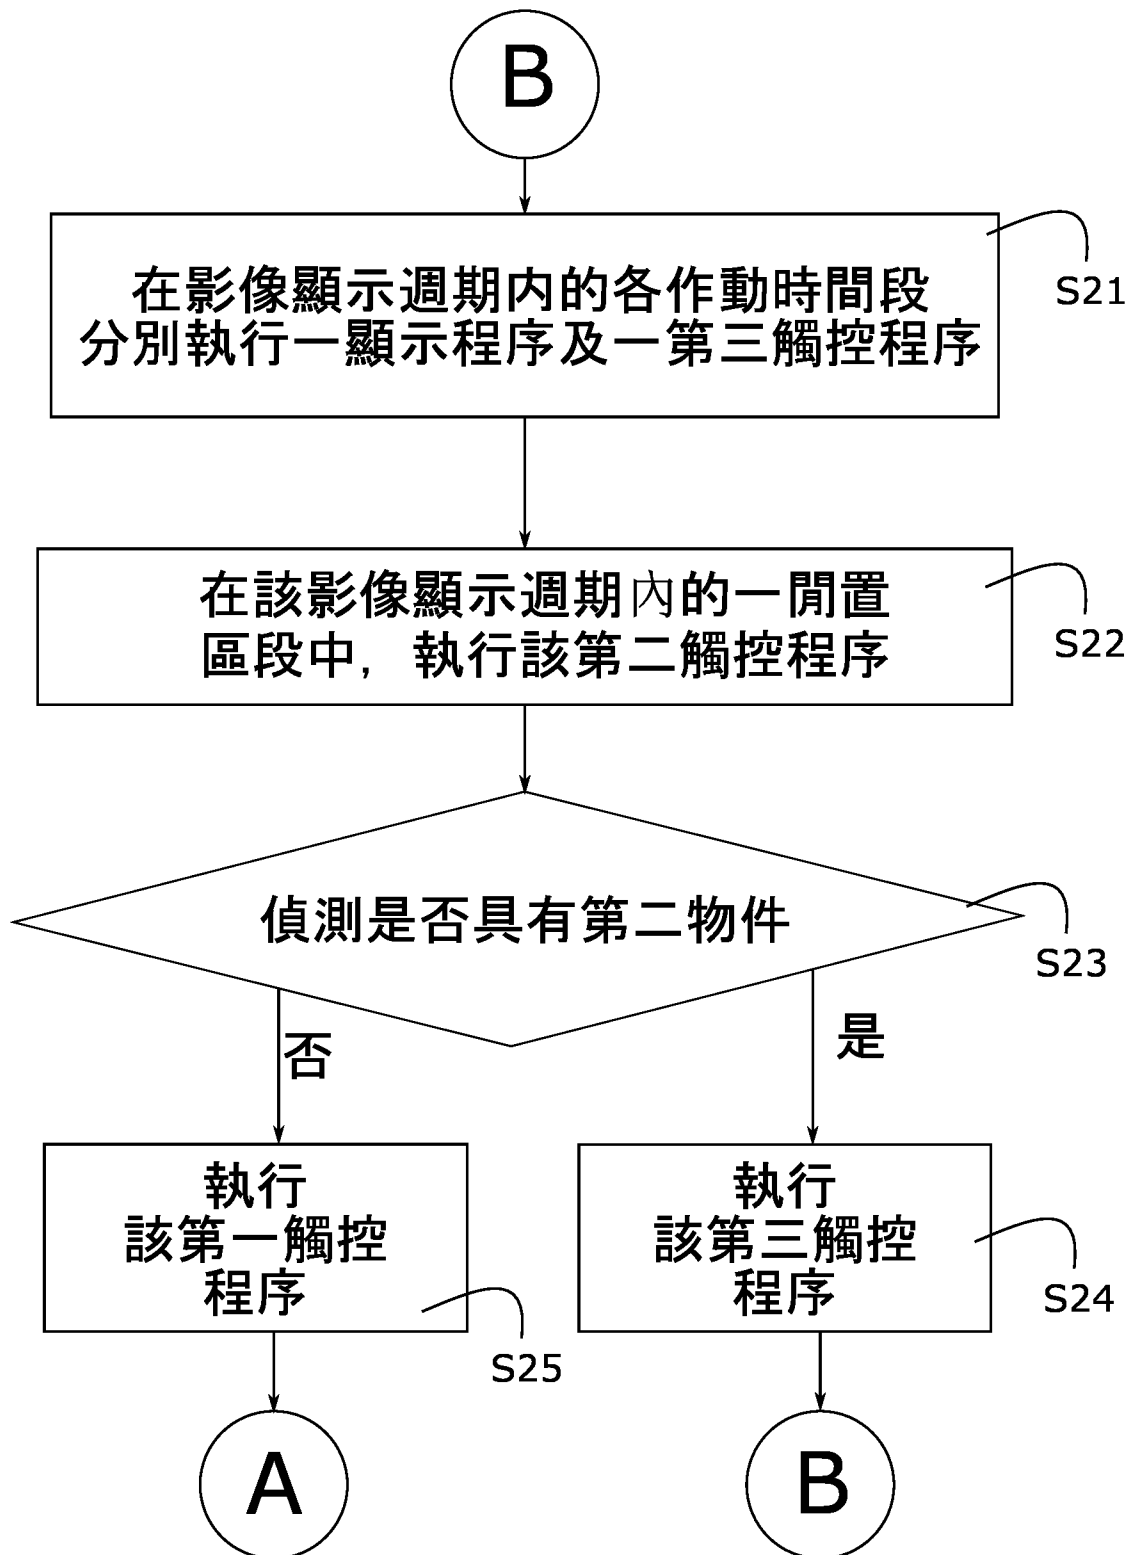 B
在影像顯示週期内的各作動時間段
分別執行一顯示程序及一第三觸控程序
S21
在該影像顯示週期內的一閒置
區段中，執行該第二觸控程序
S22
偵測是否具有第二物件
S23
否
是
執行
該第一觸控
程序
S25
執行
該第三觸控
程序
S24
A
B